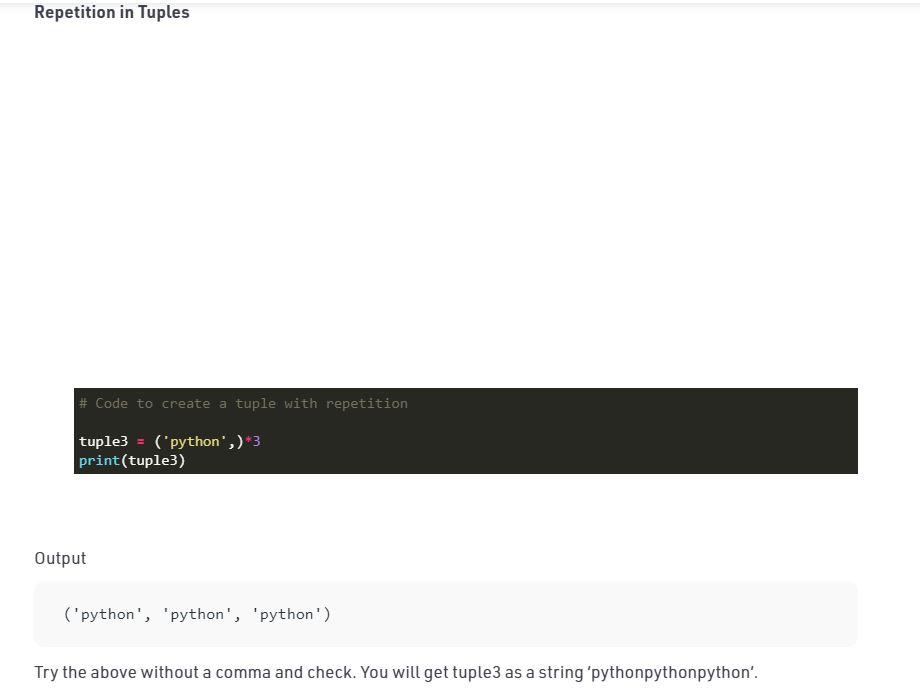 Repetition in Tuples
# Code to create a tuple with repetition
tuple3 = ('python',)*3
print(tuple3)
Output
('python', 'python', 'python')
Try the above without a comma and check. You will get tuple3 as a string ‘pythonpythonpython’.